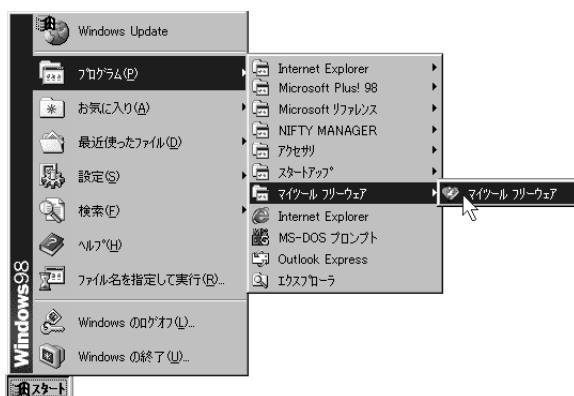 Windows Update
プログラム(P)
お気に入り(A)
最近使ったファイル(D)
設定(S)
検索(F)
ヘルプ(H)
ファイル名を指定して実行(R)...
Windows のログオフ(L)...
Windows の終了(U)...
Windows98
スタート
Internet Explorer
Microsoft Plus! 98
Microsoft リファレンス
NIFTY MANAGER
アクセサリ
スタートアップ
マイツール フリーウェア
Internet Explorer
MS-DOS プロンプト
Outlook Express
エクスプローラ
マイツール フリーウェア